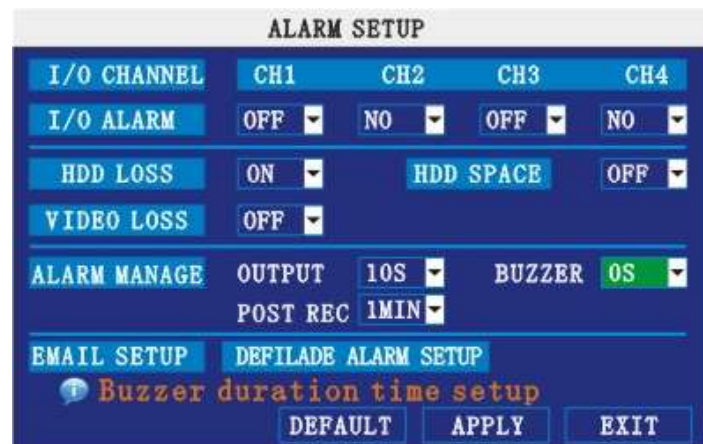 ALARM SETUP
I/O CHANNEL CH1 CH2 CH3 CH4
I/O ALARM OFF NO OFF NO
HDD LOSS ON HDD SPACE OFF
VIDEO LOSS OFF
ALARM MANAGE OUTPUT 10S BUZZER 0S
POST REC 1MIN
EMAIL SETUP DEFILADE ALARM SETUP
Buzzer duration time setup
DEFAULT APPLY EXIT